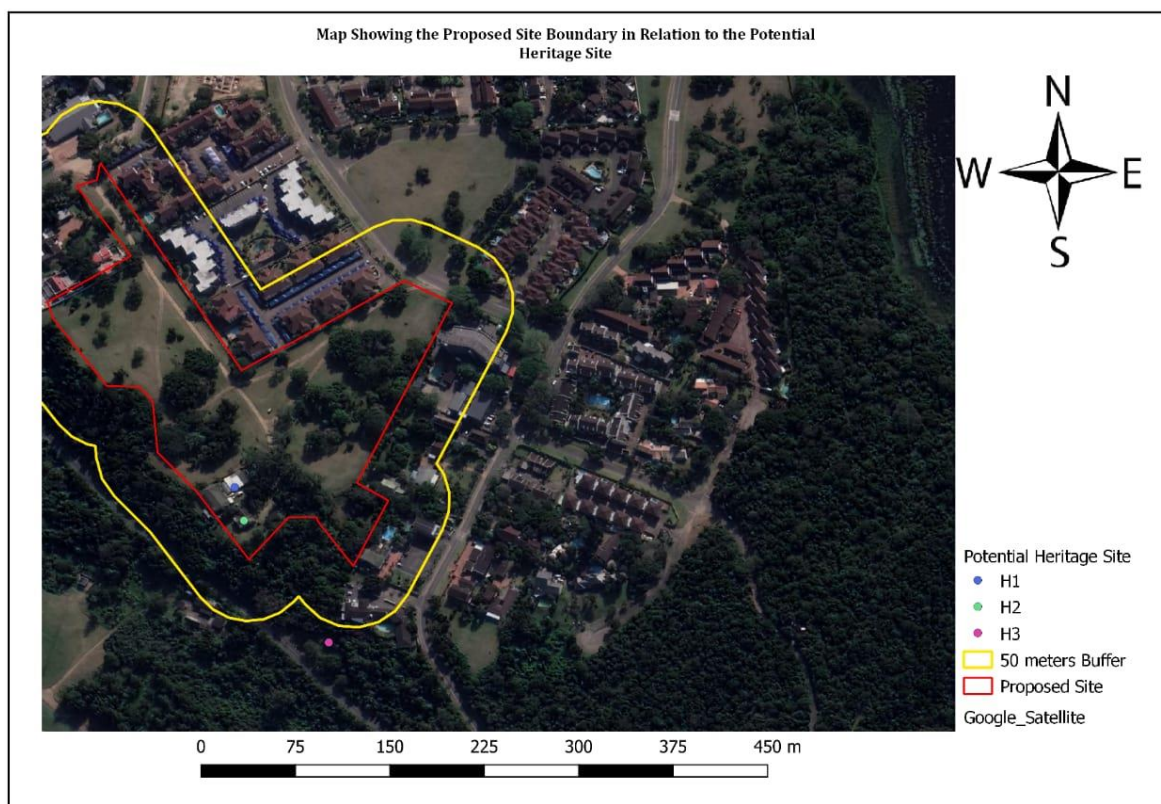 Map Showing the Proposed Site Boundary in Relation to the Potential
Heritage Site
N
W E
S
Potential Heritage Site
H1
H2
H3
50 meters Buffer
Proposed Site
Google_Satellite
0 75 150 225 300 375 450 m